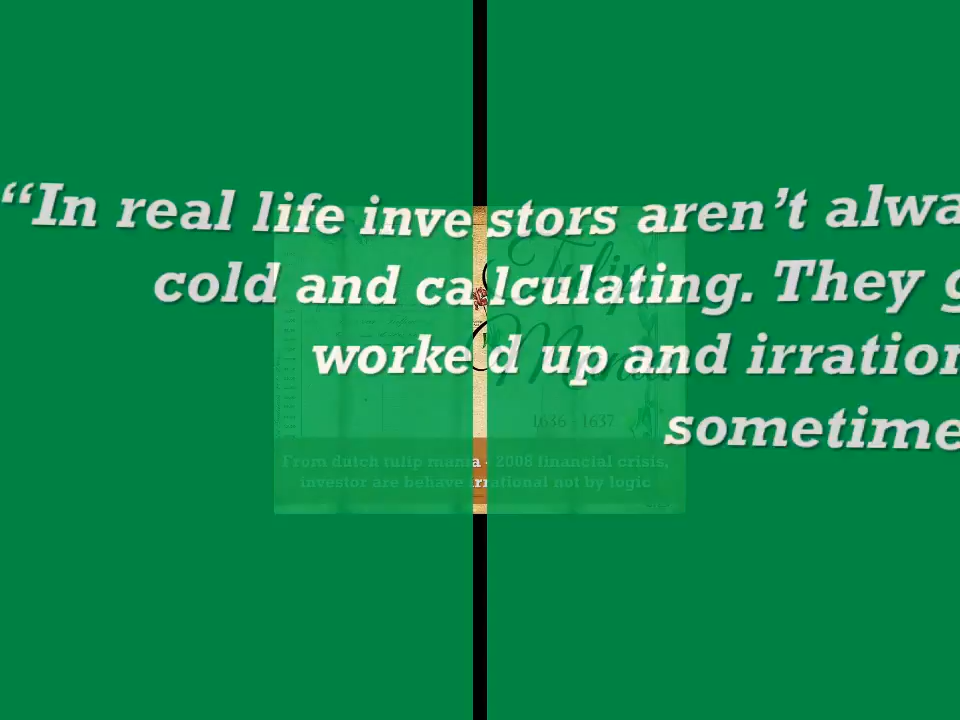 “In real life investors aren’t alwa
cold and calculating. They g
worked up and irration
sometime
Tulip
Mania
1636 - 1637
From dutch tulip mania - 2008 financial crisis,
investor are behave irrational not by logic